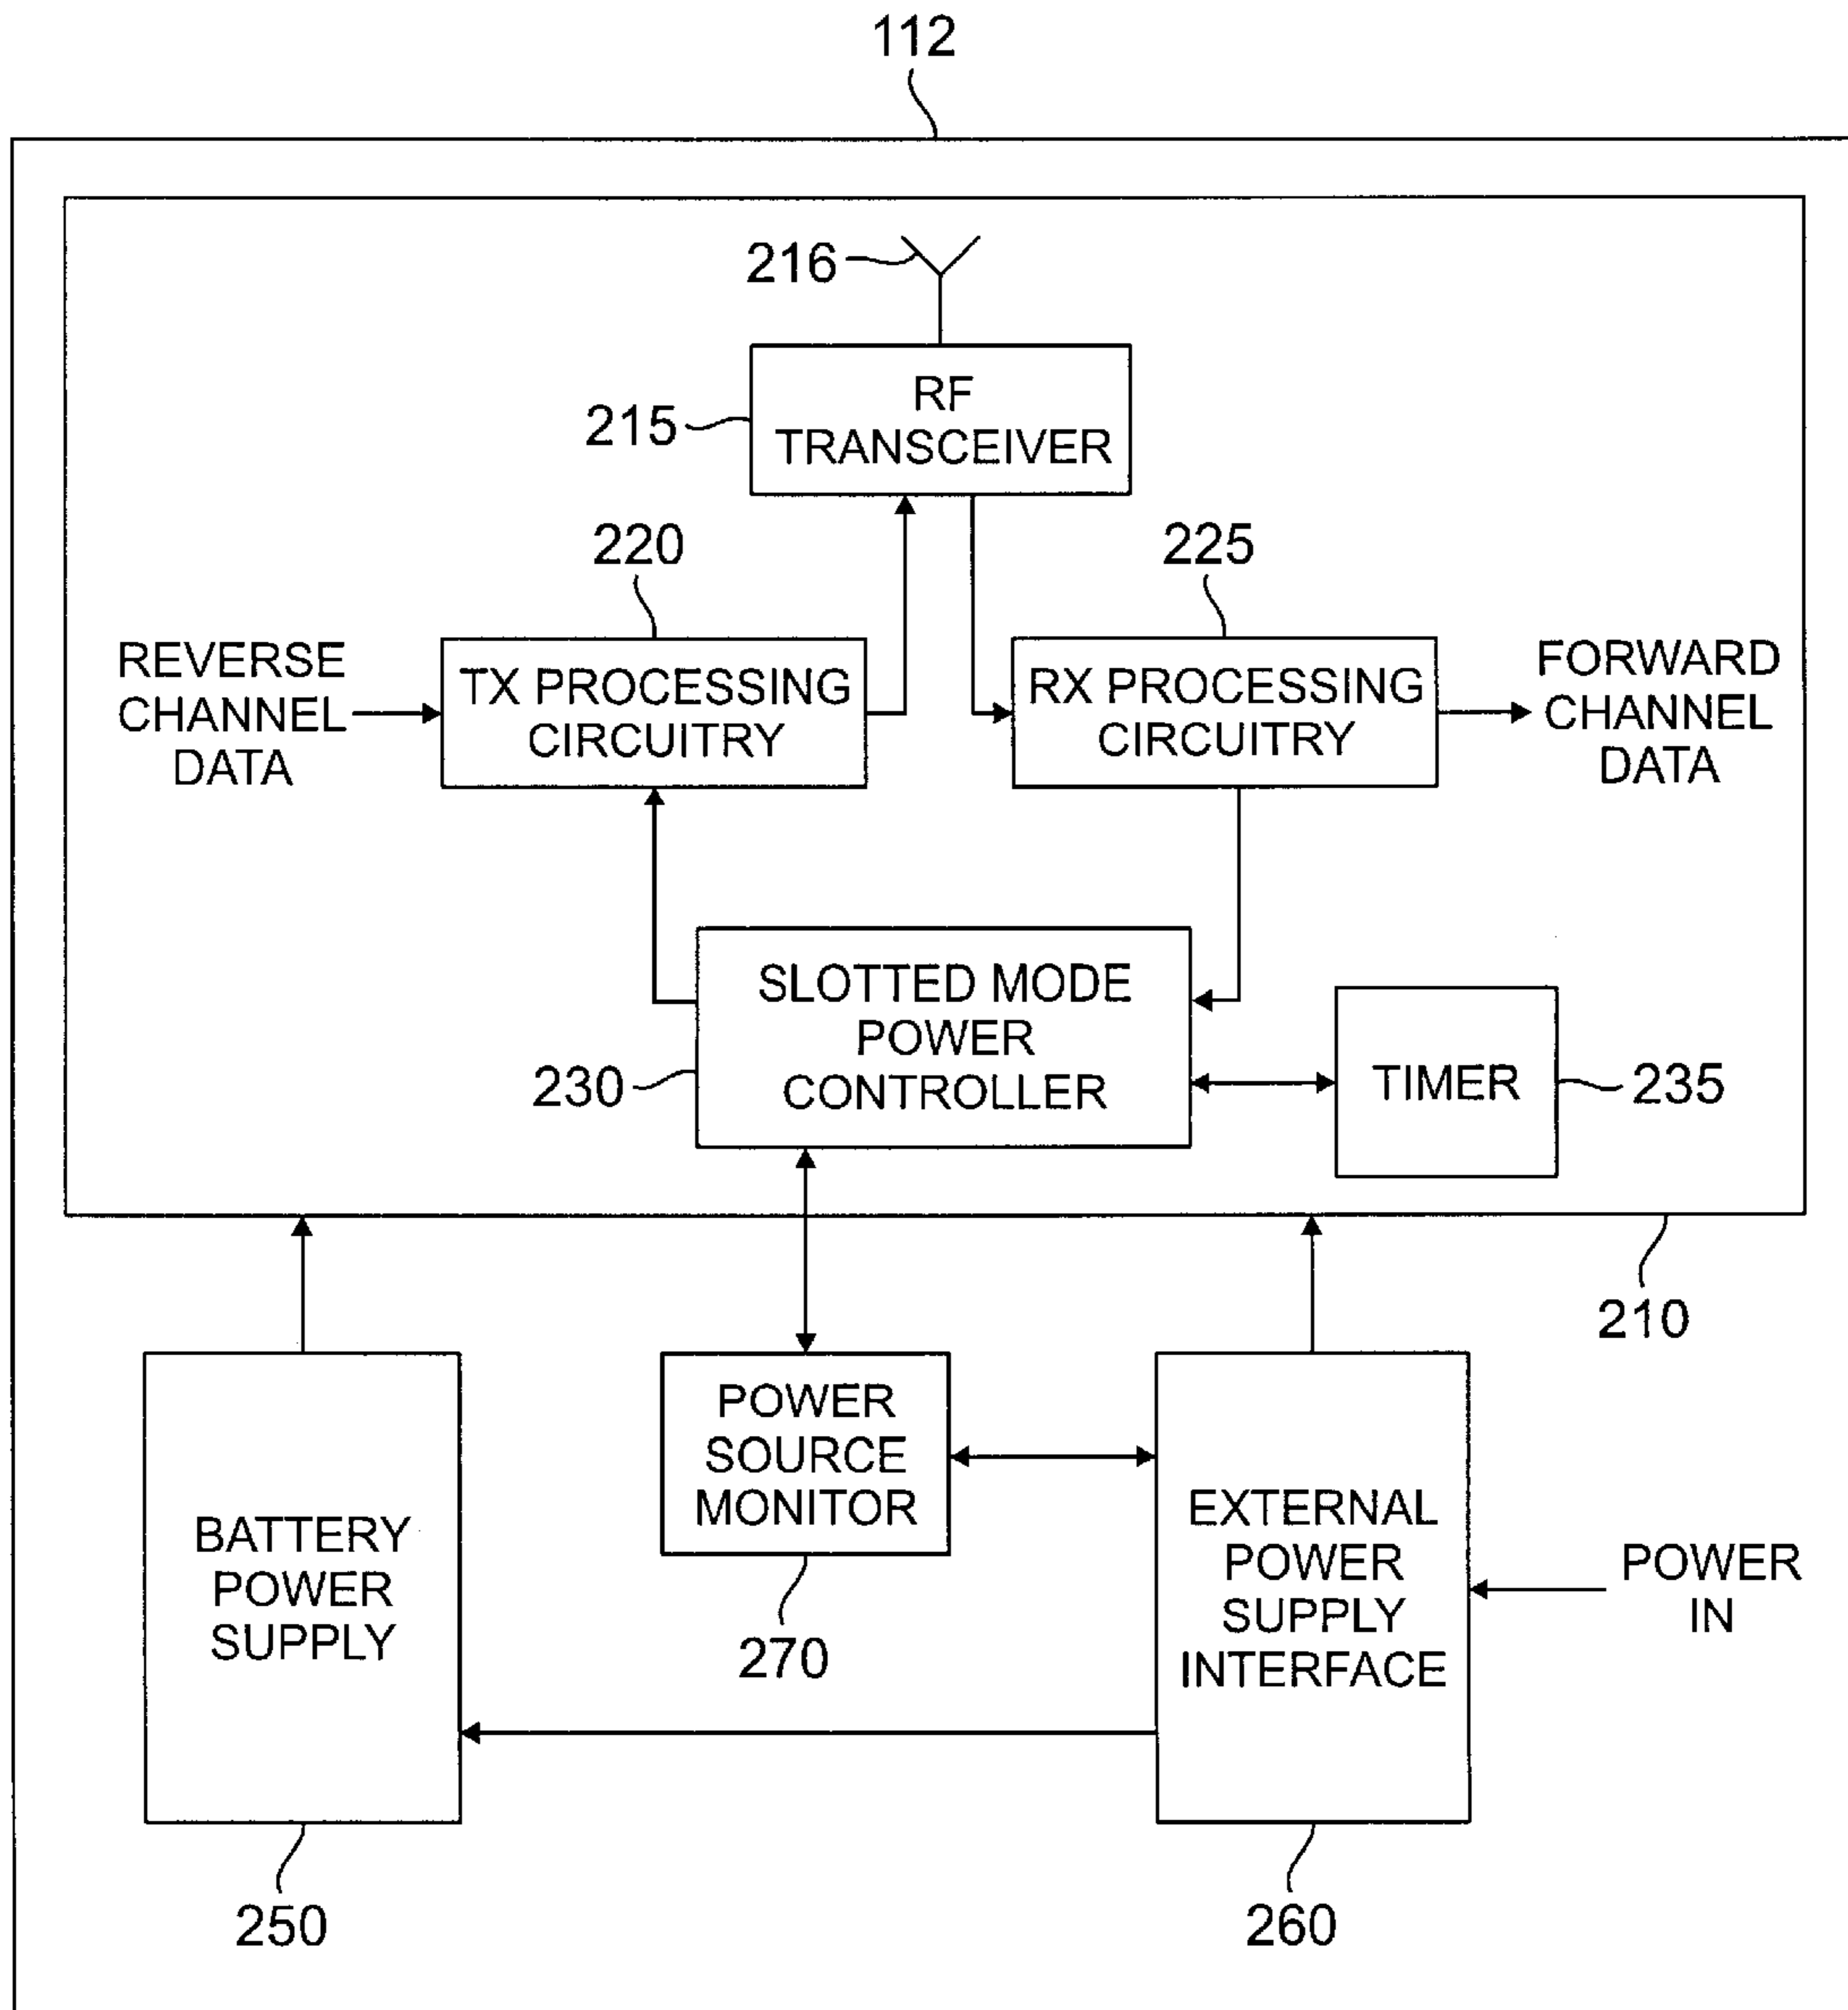 112
216
RF
TRANSCEIVER
215
220
225
REVERSE
CHANNEL
DATA
TX PROCESSING
CIRCUITRY
RX PROCESSING
CIRCUITRY
FORWARD
CHANNEL
DATA
SLOTTED MODE
POWER
CONTROLLER
230
TIMER
235
210
BATTERY
POWER
SUPPLY
POWER
SOURCE
MONITOR
270
EXTERNAL
POWER
SUPPLY
INTERFACE
POWER
IN
250
260